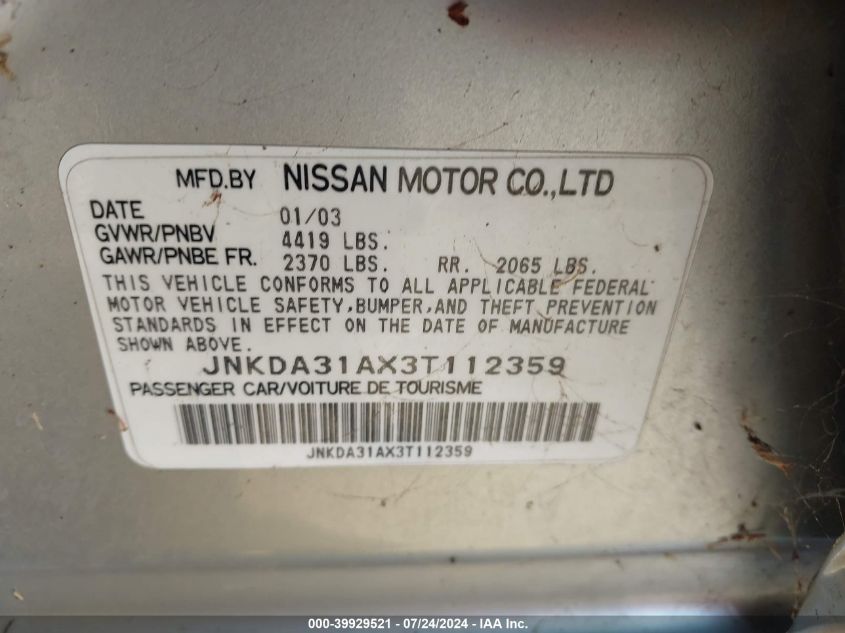 MFD.BY NISSAN MOTOR CO.,LTD
DATE 01/03
GVWR/PNBV 4419 LBS.
GAWR/PNBE FR. 2370 LBS. RR. 2065 LBS.
THIS VEHICLE CONFORMS TO ALL APPLICABLE FEDERAL
MOTOR VEHICLE SAFETY,BUMPER,AND THEFT PREVENTION
STANDARDS IN EFFECT ON THE DATE OF MANUFACTURE
SHOWN ABOVE.
JNKDA31AX3T112359
PASSENGER CAR/VOITURE DE TOURISME
JNKDA31AX3T112359
000-39929521 - 07/24/2024 - IAA Inc.